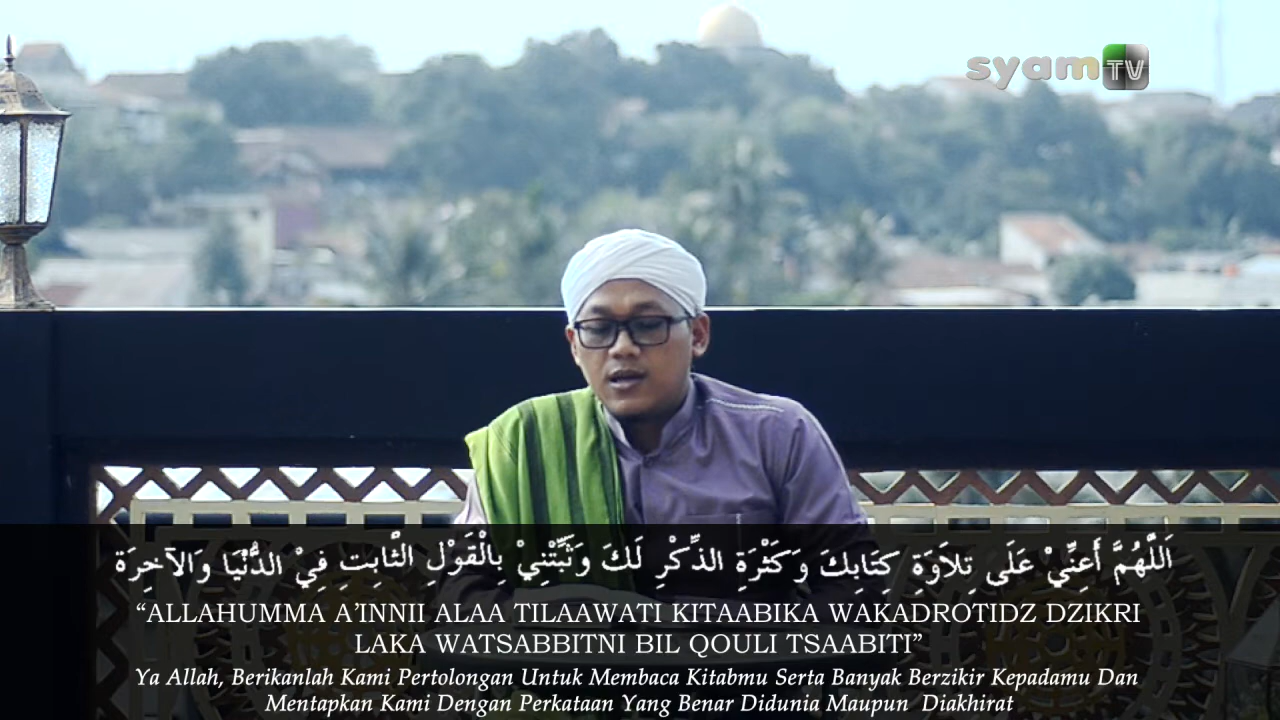 syam TV
اَللَّهُمَّ أَعِنِّيْ عَلَى تِلاَوَةِ كِتَابِكَ وَكَثْرَةِ الذِّكْرِ لَكَ وَثَبِّتْنِيْ بِالْقَوْلِ الثَّابِتِ فِيْ الدُّنْيَا وَالآخِرَةِ
“ALLAHUMMA A’INNII ALAA TILAAWATI KITAABIKA WAKADROTIDZ DZIKRI
LAKA WATSABBITNI BIL QOULI TSAABITI”
Ya Allah, Berikanlah Kami Pertolongan Untuk Membaca Kitabmu Serta Banyak Berzikir Kepadamu Dan
Mentapkan Kami Dengan Perkataan Yang Benar Didunia Maupun Diakhirat